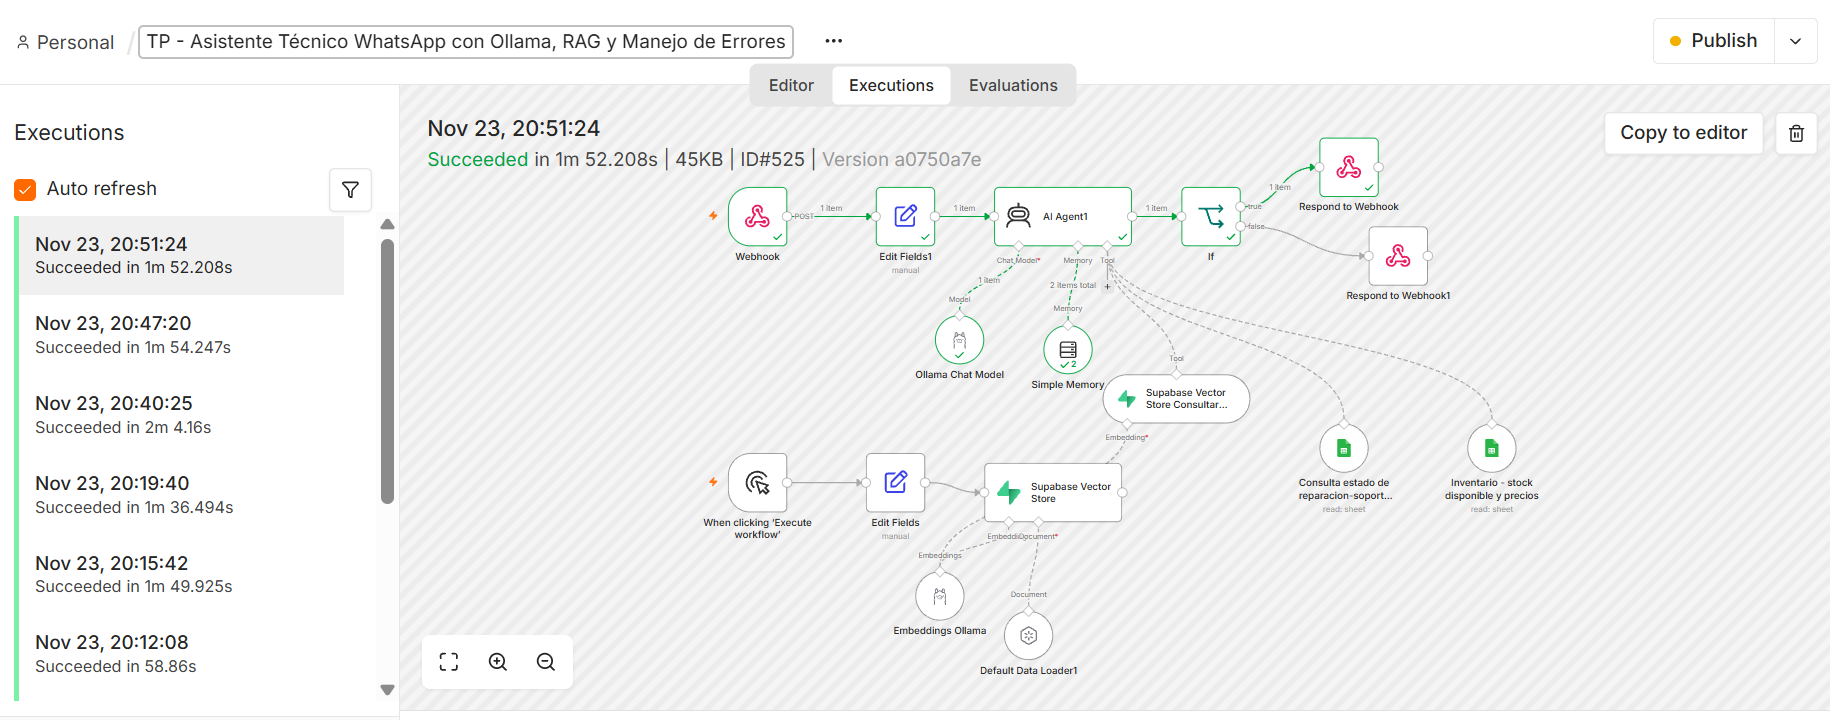 Personal / TP - Asistente Técnico WhatsApp con Ollama, RAG y Manejo de Errores ...
Publish
Editor Executions Evaluations
Executions
Auto refresh
Nov 23, 20:51:24
Succeeded in 1m 52.208s
Nov 23, 20:47:20
Succeeded in 1m 54.247s
Nov 23, 20:40:25
Succeeded in 2m 4.16s
Nov 23, 20:19:40
Succeeded in 1m 36.494s
Nov 23, 20:15:42
Succeeded in 1m 49.925s
Nov 23, 20:12:08
Succeeded in 58.86s
Nov 23, 20:51:24
Succeeded in 1m 52.208s | 45KB | ID#525 | Version a0750a7e
Copy to editor
Webhook
POST
1 item
Edit Fields1
manual
1 item
AI Agent1
Chat Model*
Memory
Tool
1 item
If
true
false
1 item
Respond to Webhook
Respond to Webhook1
1 item
Model
Ollama Chat Model
2 items total
Memory
2
Simple Memory
Tool
Supabase Vector
Store Consultar...
Embedding*
Consulta estado de
reparacion-soport...
read: sheet
Inventario - stock
disponible y precios
read: sheet
When clicking ‘Execute
workflow’
Edit Fields
manual
Supabase Vector
Store
Embeddi
Document*
Embeddings
Embeddings Ollama
Document
Default Data Loader1